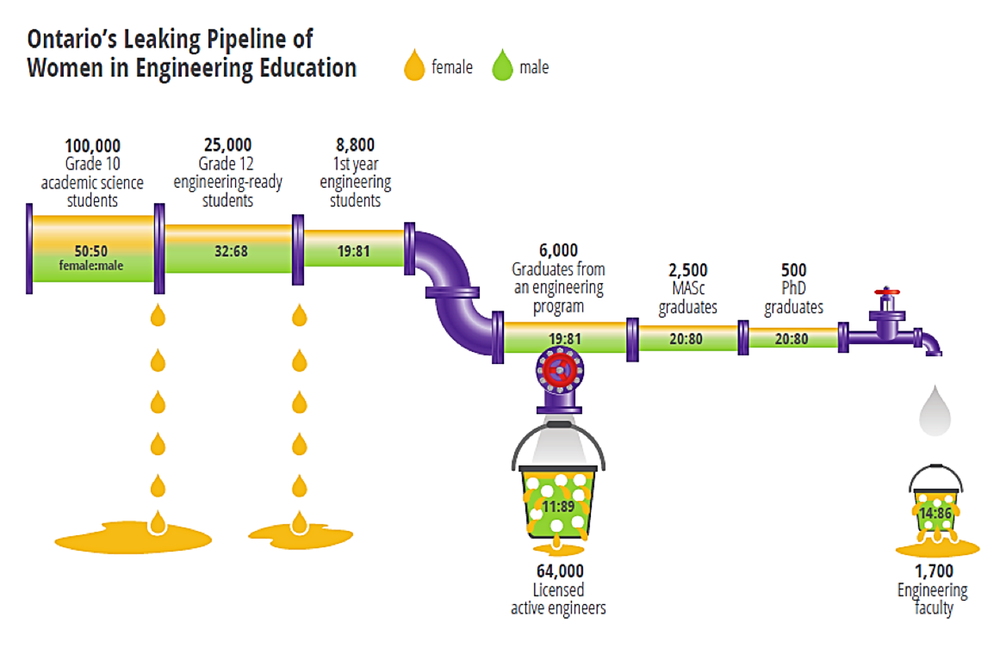 Ontario’s Leaking Pipeline of
Women in Engineering Education
female
male
100,000
Grade 10
academic science
students
25,000
Grade 12
engineering-ready
students
8,800
1st year
engineering
students
50:50
female:male
32:68
19:81
6,000
Graduates from
an engineering
program
2,500
MASc
graduates
500
PhD
graduates
19:81
20:80
20:80
11:89
14:86
64,000
Licensed
active engineers
1,700
Engineering
faculty